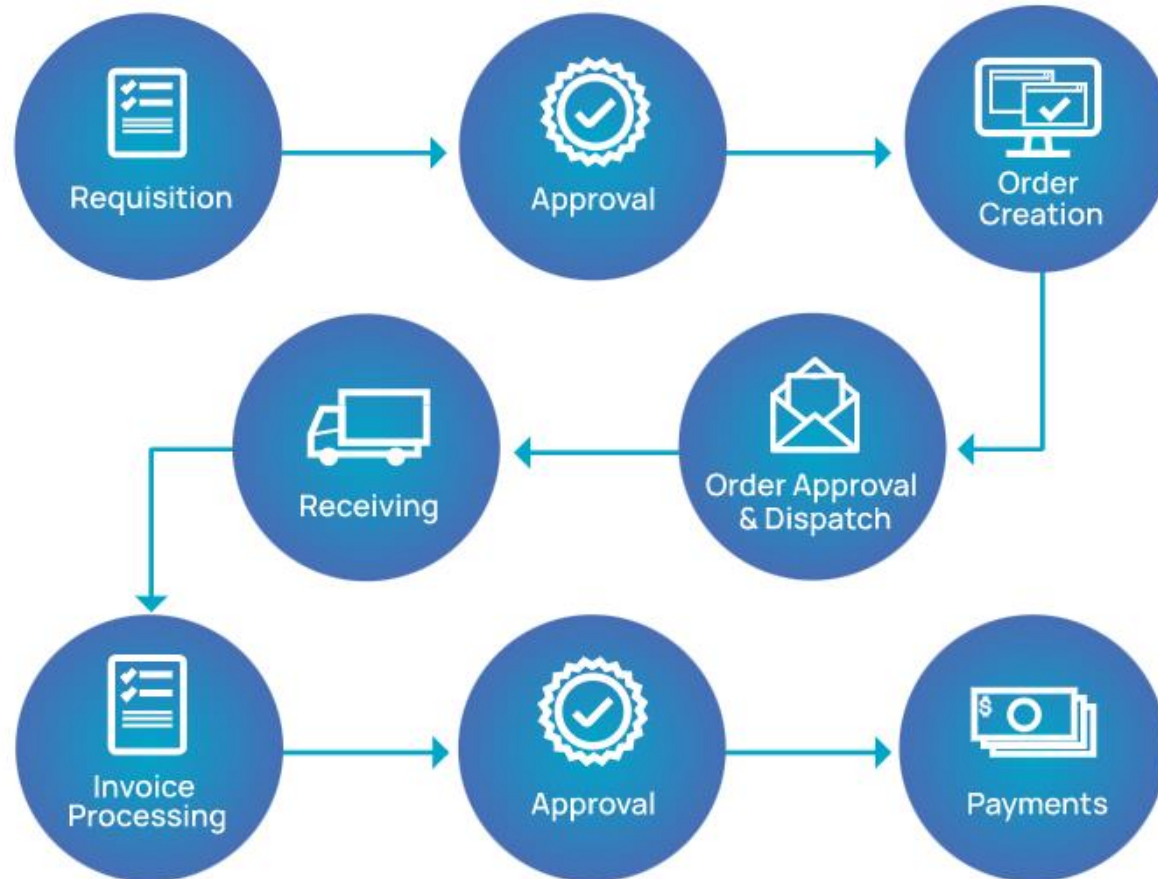 Requisition
Approval
Order
Creation
Order Approval
& Dispatch
Receiving
Invoice
Processing
Approval
$
Payments